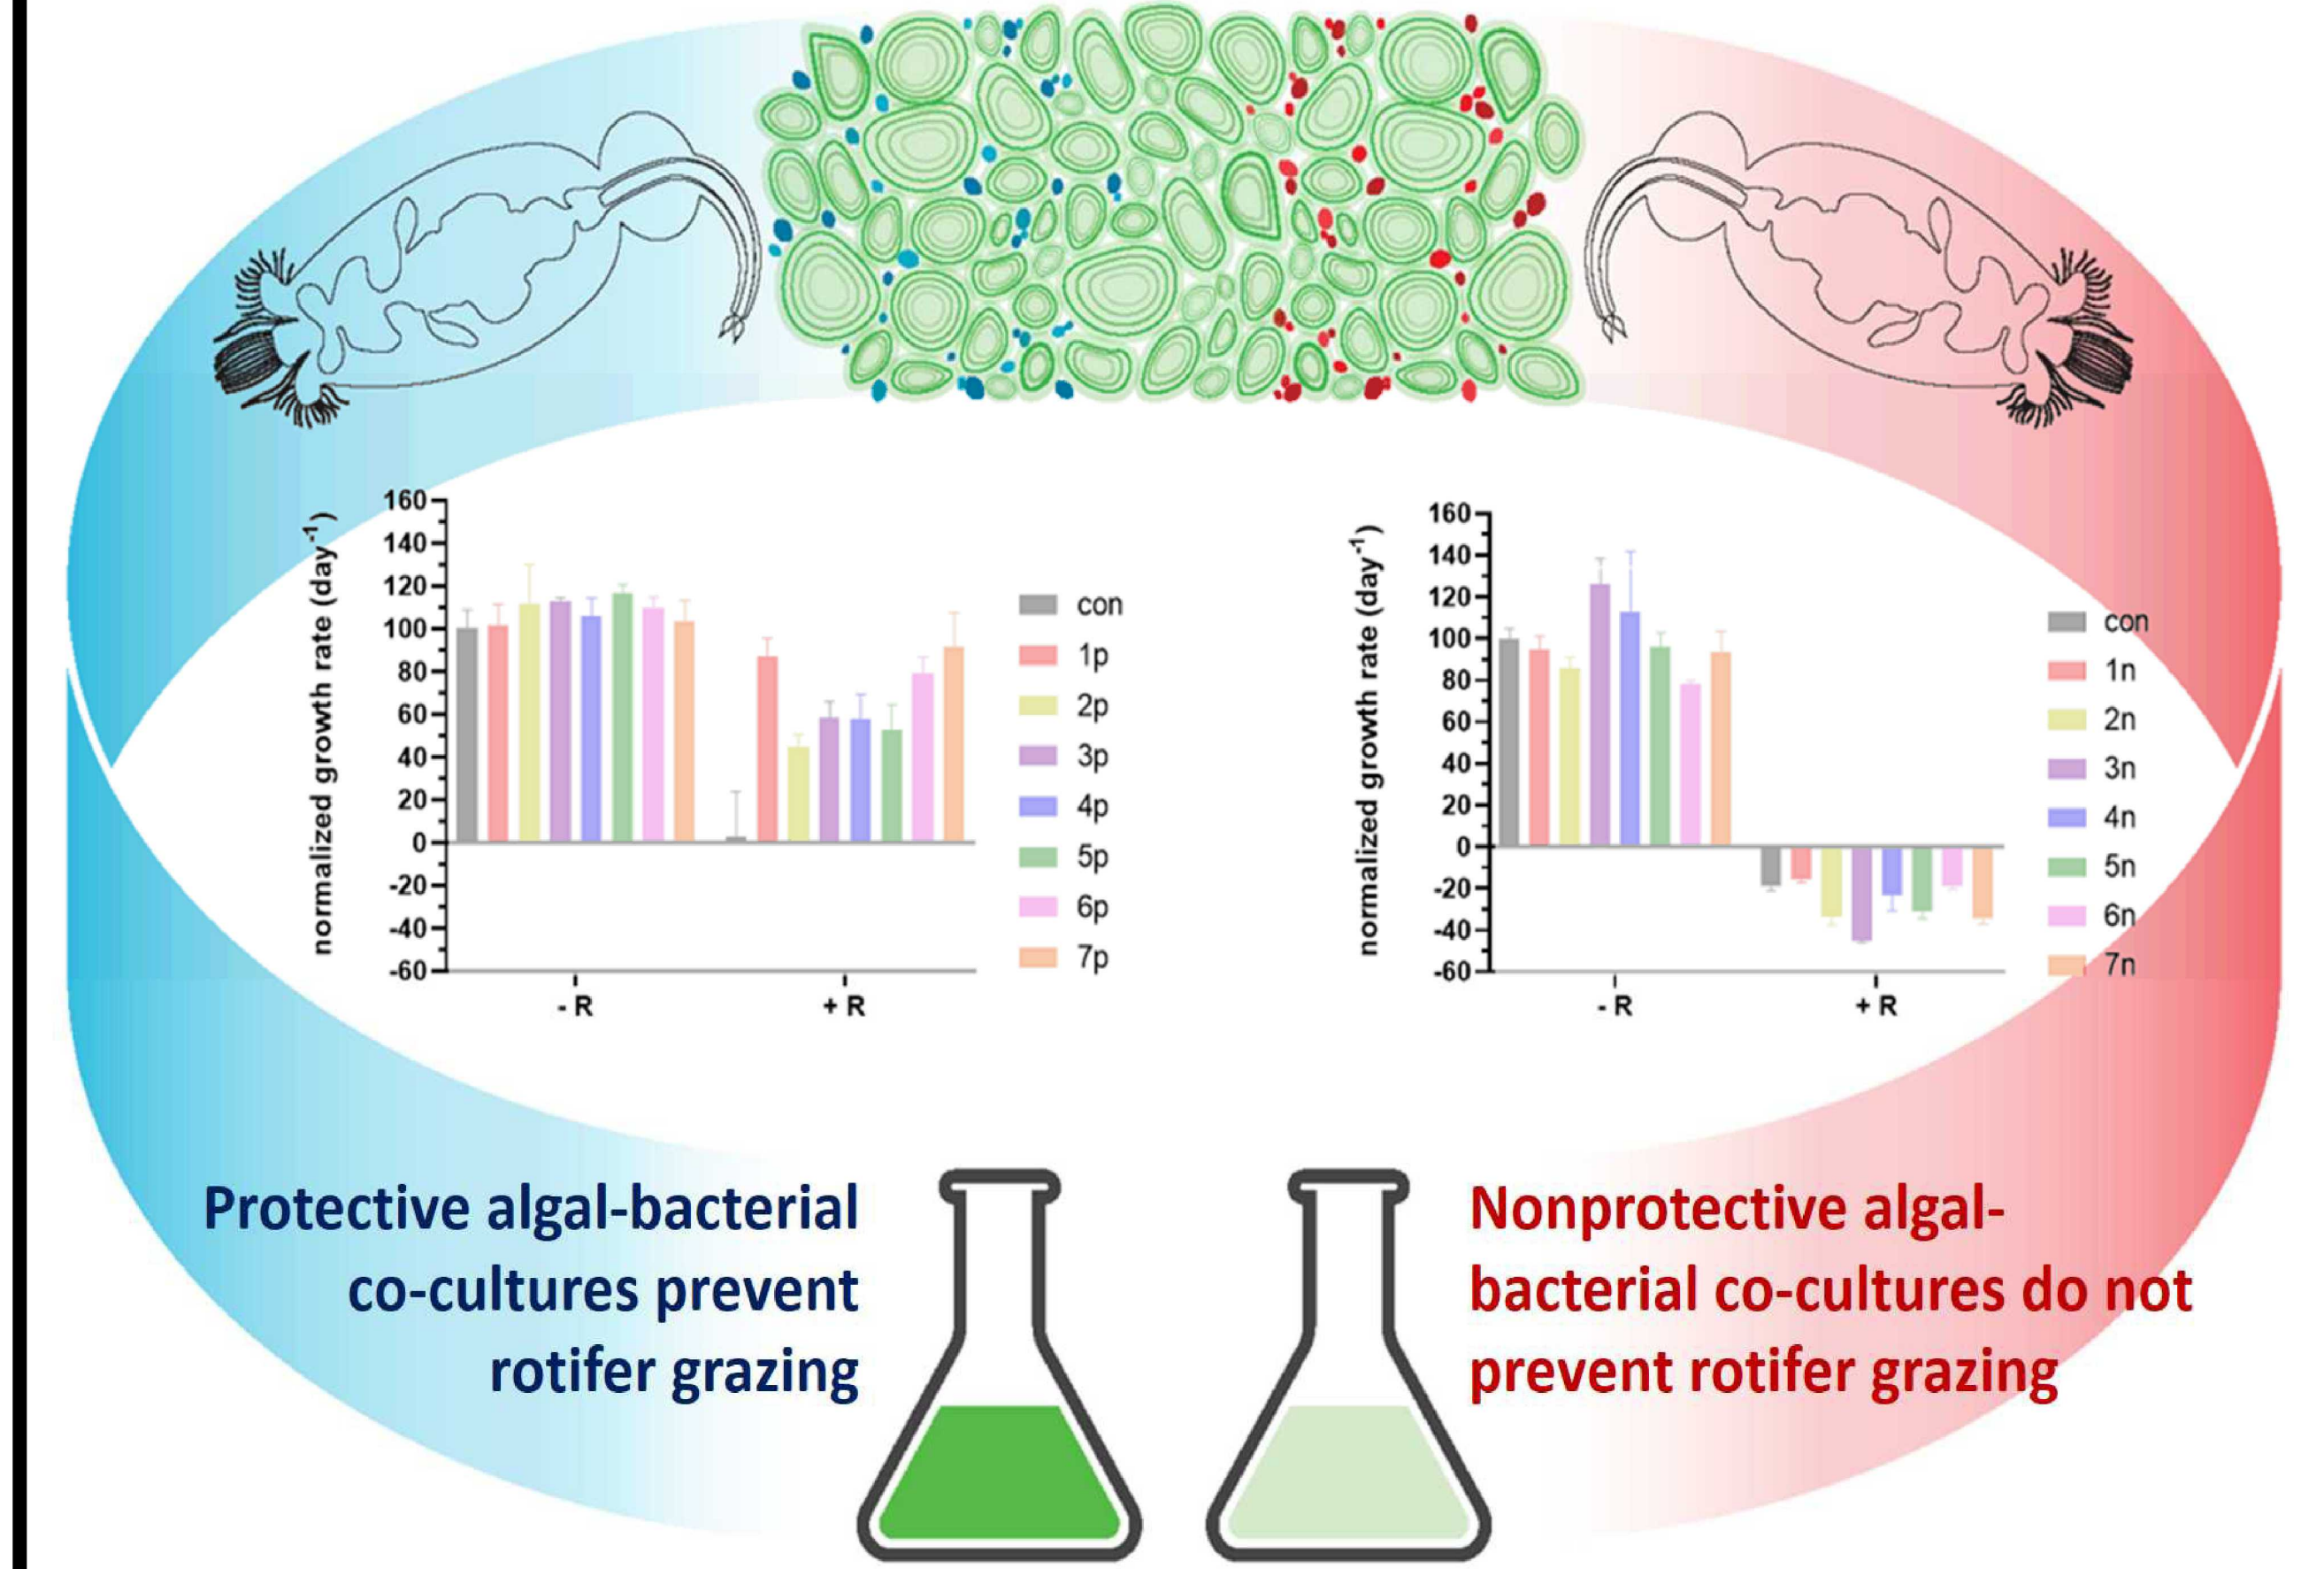 normalized growth rate (day-1)
160
140
120
100
80
60
40
20
0
-20
-40
-60
- R
+ R
con
1p
2p
3p
4p
5p
6p
7p
normalized growth rate (day-1)
160
140
120
100
80
60
40
20
0
-20
-40
-60
- R
+ R
con
1n
2n
3n
4n
5n
6n
7n
Protective algal-bacterial
co-cultures prevent
rotifer grazing
Nonprotective algal-
bacterial co-cultures do not
prevent rotifer grazing